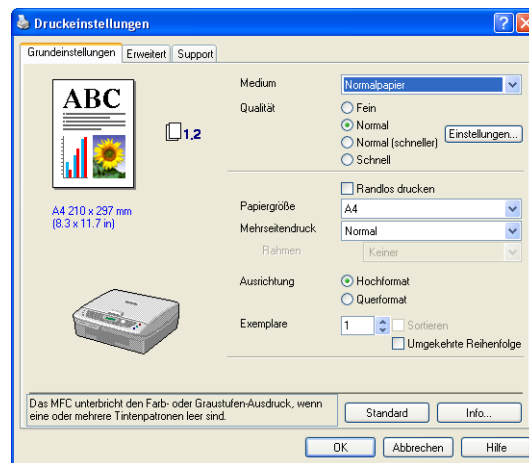 Druckeinstellungen
Grundeinstellungen Erweitert Support
ABC
1.2
A4 210 x 297 mm
(8.3 x 11.7 in)
Medium Normalpapier
Qualität Fein
Normal
Normal (schneller) Einstellungen...
Schnell
Randlos drucken
Papiergröße A4
Mehrseitendruck Normal
Rahmen Keiner
Ausrichtung Hochformat
Querformat
Exemplare 1 Sortieren
Umgekehrte Reihenfolge
Das MFC unterbricht den Farb- oder Graustufen-Ausdruck, wenn
eine oder mehrere Tintenpatronen leer sind.
Standard Info...
OK Abbrechen Hilfe